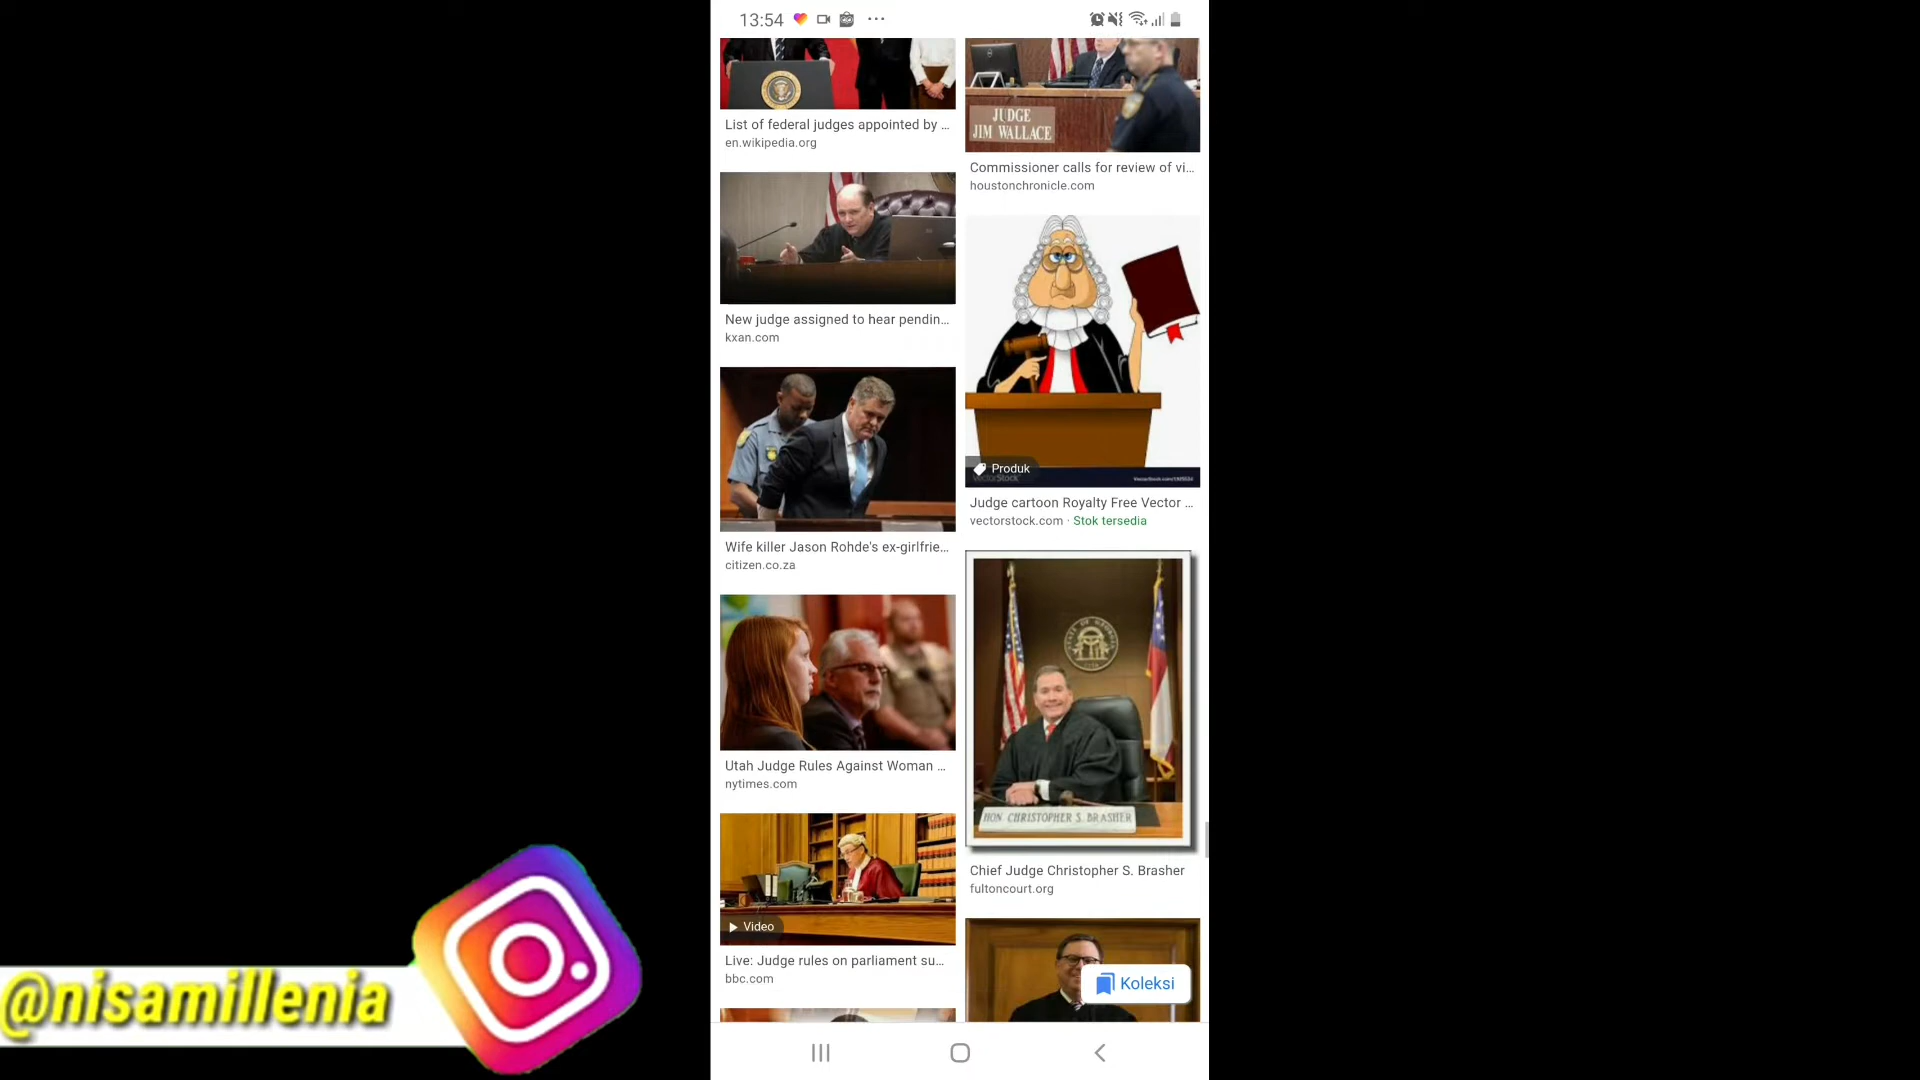 13:54
List of federal judges appointed by ...
en.wikipedia.org
JUDGE
JIM WALLACE
Commissioner calls for review of vi...
houstonchronicle.com
New judge assigned to hear pendin...
kxan.com
Produk
VectorStock
Judge cartoon Royalty Free Vector ...
vectorstock.com · Stok tersedia
Wife killer Jason Rohde's ex-girlfrie...
citizen.co.za
STATE OF GEORGIA
HON. CHRISTOPHER S. BRASHER
Chief Judge Christopher S. Brasher
fultoncourt.org
Utah Judge Rules Against Woman ...
nytimes.com
Video
Live: Judge rules on parliament su...
bbc.com
Koleksi
@nisamillenia